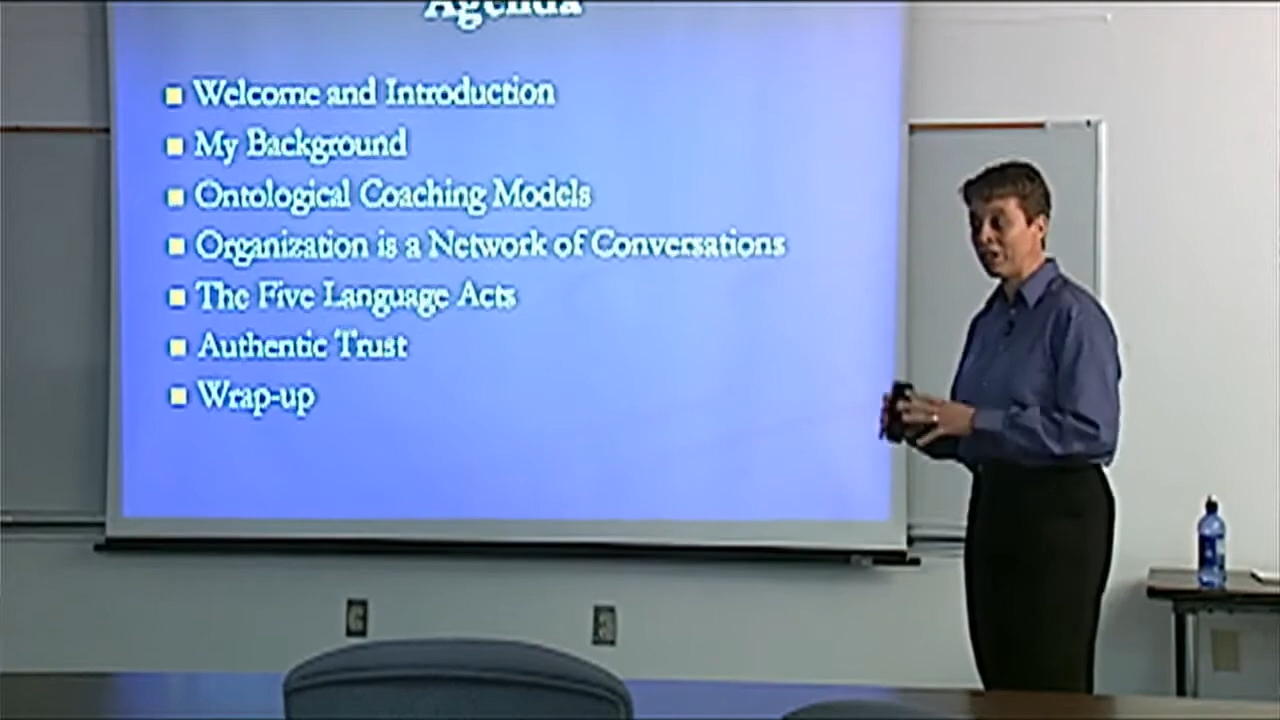 Agenda
Welcome and Introduction
My Background
Ontological Coaching Models
Organization is a Network of Conversations
The Five Language Acts
Authentic Trust
Wrap-up